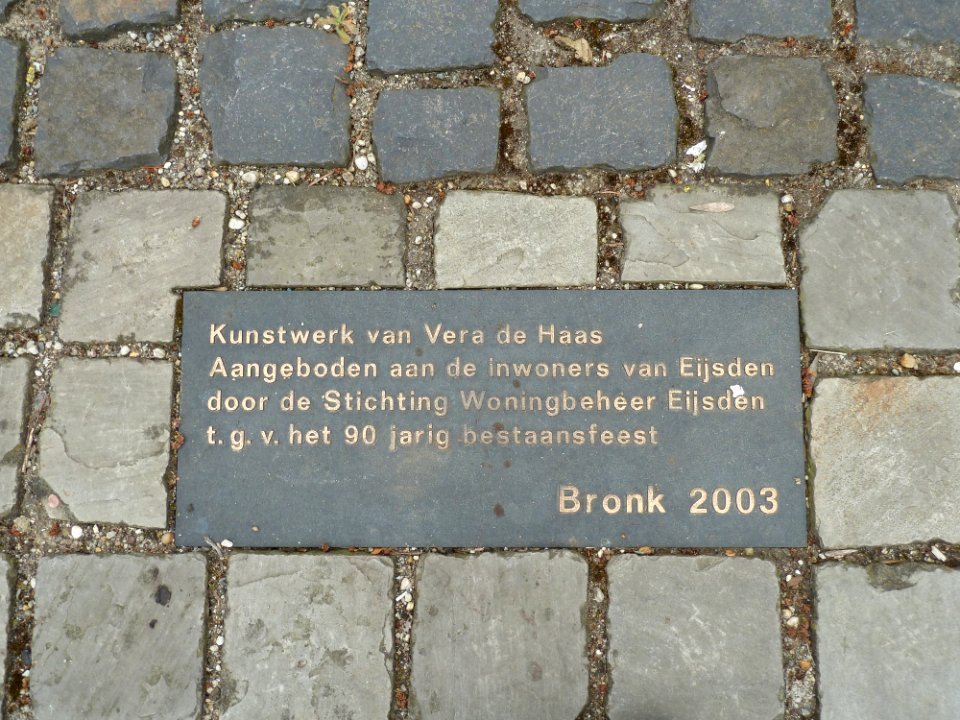 Kunstwerk van Vera de Haas
Aangeboden aan de inwoners van Eijsden
door de Stichting Woningbeheer Eijsden
t.g.v. het 90 jarig bestaansfeest
Bronk 2003